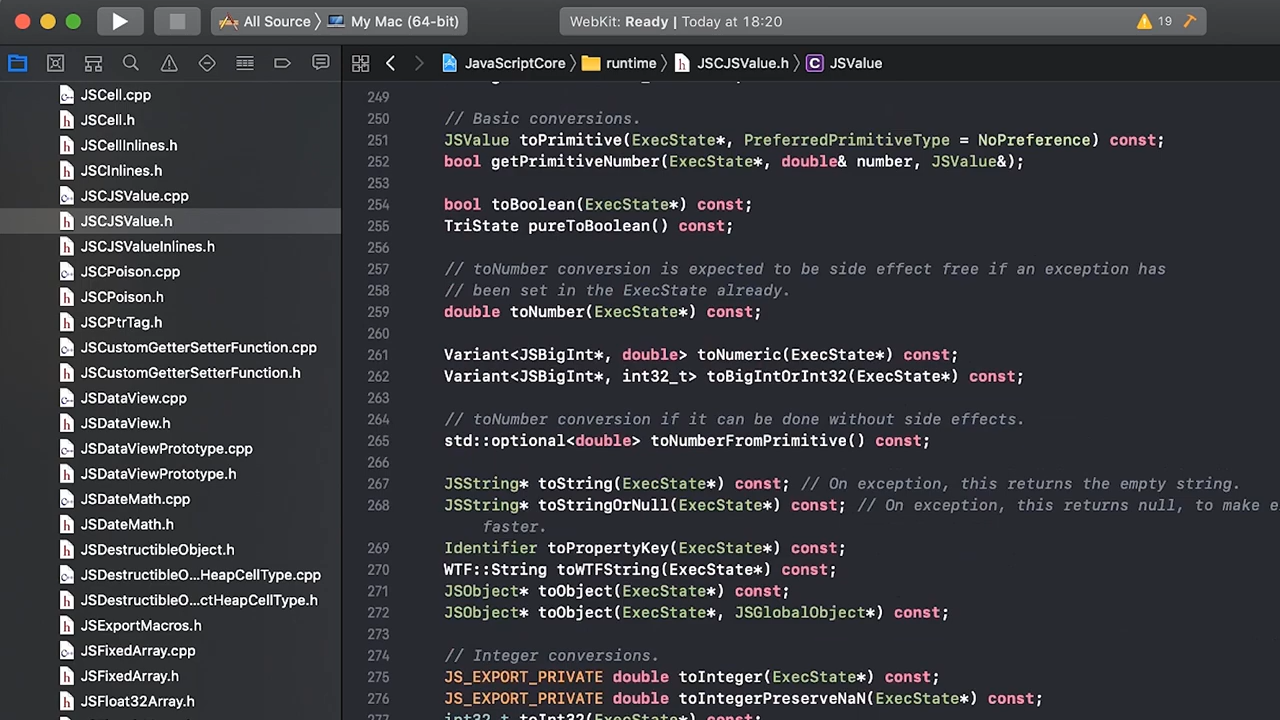 All Source 〉 My Mac (64-bit)
WebKit: Ready | Today at 18:20
19
JavaScriptCore 〉 runtime 〉 JSCJSValue.h 〉 C JSValue
JSCell.cpp
JSCell.h
JSCellInlines.h
JSCInlines.h
JSCJSValue.cpp
JSCJSValue.h
JSCJSValueInlines.h
JSCPoison.cpp
JSCPoison.h
JSCPtrTag.h
JSCustomGetterSetterFunction.cpp
JSCustomGetterSetterFunction.h
JSDataView.cpp
JSDataView.h
JSDataViewPrototype.cpp
JSDataViewPrototype.h
JSDateMath.cpp
JSDateMath.h
JSDestructibleObject.h
JSDestructibleO...HeapCellType.cpp
JSDestructibleO...ctHeapCellType.h
JSExportMacros.h
JSFixedArray.cpp
JSFixedArray.h
JSFloat32Array.h
249
250 // Basic conversions.
251 JSValue toPrimitive(ExecState*, PreferredPrimitiveType = NoPreference) const;
252 bool getPrimitiveNumber(ExecState*, double& number, JSValue&);
253
254 bool toBoolean(ExecState*) const;
255 TriState pureToBoolean() const;
256
257 // toNumber conversion is expected to be side effect free if an exception has
258 // been set in the ExecState already.
259 double toNumber(ExecState*) const;
260
261 Variant<JSBigInt*, double> toNumeric(ExecState*) const;
262 Variant<JSBigInt*, int32_t> toBigIntOrInt32(ExecState*) const;
263
264 // toNumber conversion if it can be done without side effects.
265 std::optional<double> toNumberFromPrimitive() const;
266
267 JSString* toString(ExecState*) const; // On exception, this returns the empty string.
268 JSString* toStringOrNull(ExecState*) const; // On exception, this returns null, to make e
faster.
269 Identifier toPropertyKey(ExecState*) const;
270 WTF::String toWTFString(ExecState*) const;
271 JSObject* toObject(ExecState*) const;
272 JSObject* toObject(ExecState*, JSGlobalObject*) const;
273
274 // Integer conversions.
275 JS_EXPORT_PRIVATE double toInteger(ExecState*) const;
276 JS_EXPORT_PRIVATE double toIntegerPreserveNaN(ExecState*) const;
277 int32_t toInt32(ExecState*) const;